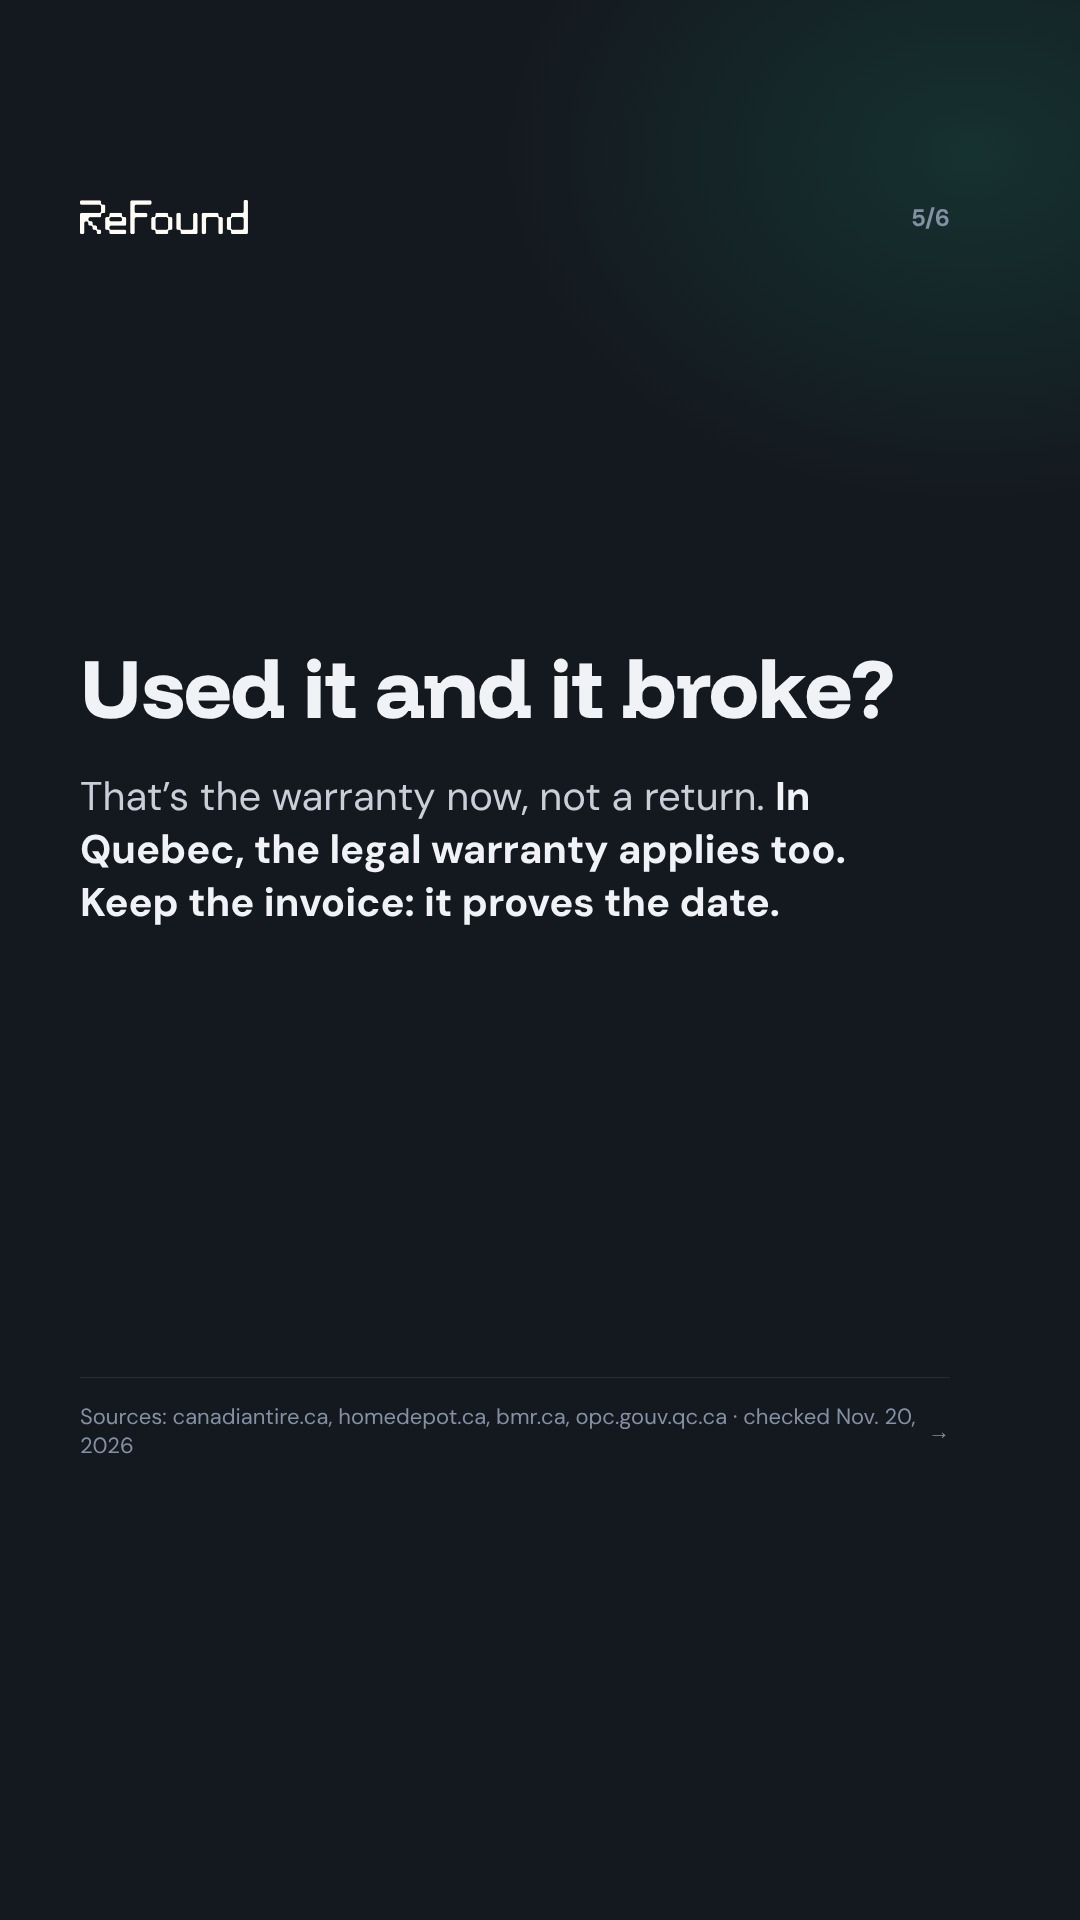 ReFound
5/6
Used it and it broke?
That’s the warranty now, not a return. In
Quebec, the legal warranty applies too.
Keep the invoice: it proves the date.
Sources: canadiantire.ca, homedepot.ca, bmr.ca, opc.gouv.qc.ca · checked Nov. 20,
2026
→